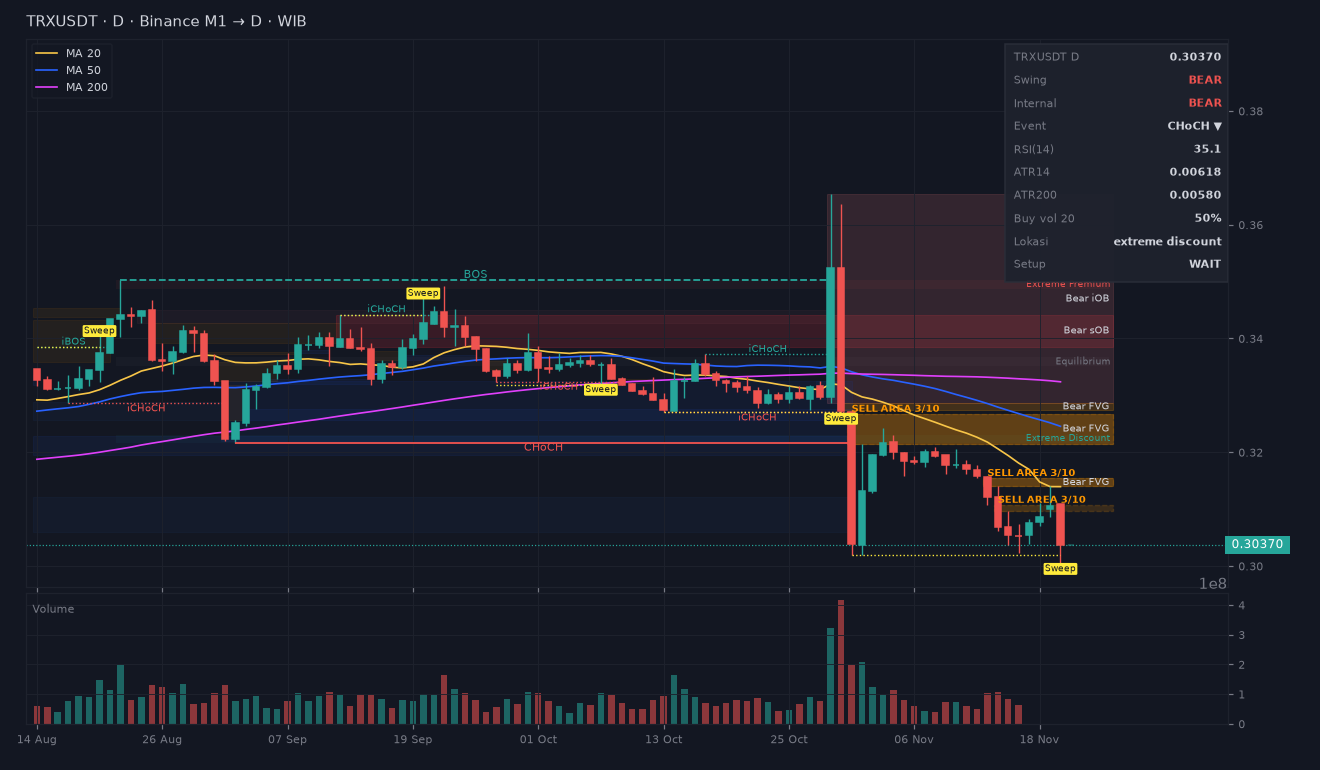 TRXUSDT · D · Binance M1 → D · WIB
MA 20
MA 50
MA 200
TRXUSDT D 0.30370
Swing BEAR
Internal BEAR
Event CHoCH ▼
RSI(14) 35.1
ATR14 0.00618
ATR200 0.00580
Buy vol 20 50%
Lokasi extreme discount
Setup WAIT
0.38
0.36
0.34
0.32
0.30
0.30370
BOS
Sweep
iCHoCH
Sweep
iBOS
iCHoCH
iCHoCH
Sweep
iCHoCH
iCHoCH
CHoCH
Sweep
Extreme Premium
Bear iOB
Bear sOB
Equilibrium
Bear FVG
SELL AREA 3/10
Bear FVG
Extreme Discount
SELL AREA 3/10
Bear FVG
SELL AREA 3/10
Sweep
1e8
Volume
4
3
2
1
0
14 Aug
26 Aug
07 Sep
19 Sep
01 Oct
13 Oct
25 Oct
06 Nov
18 Nov